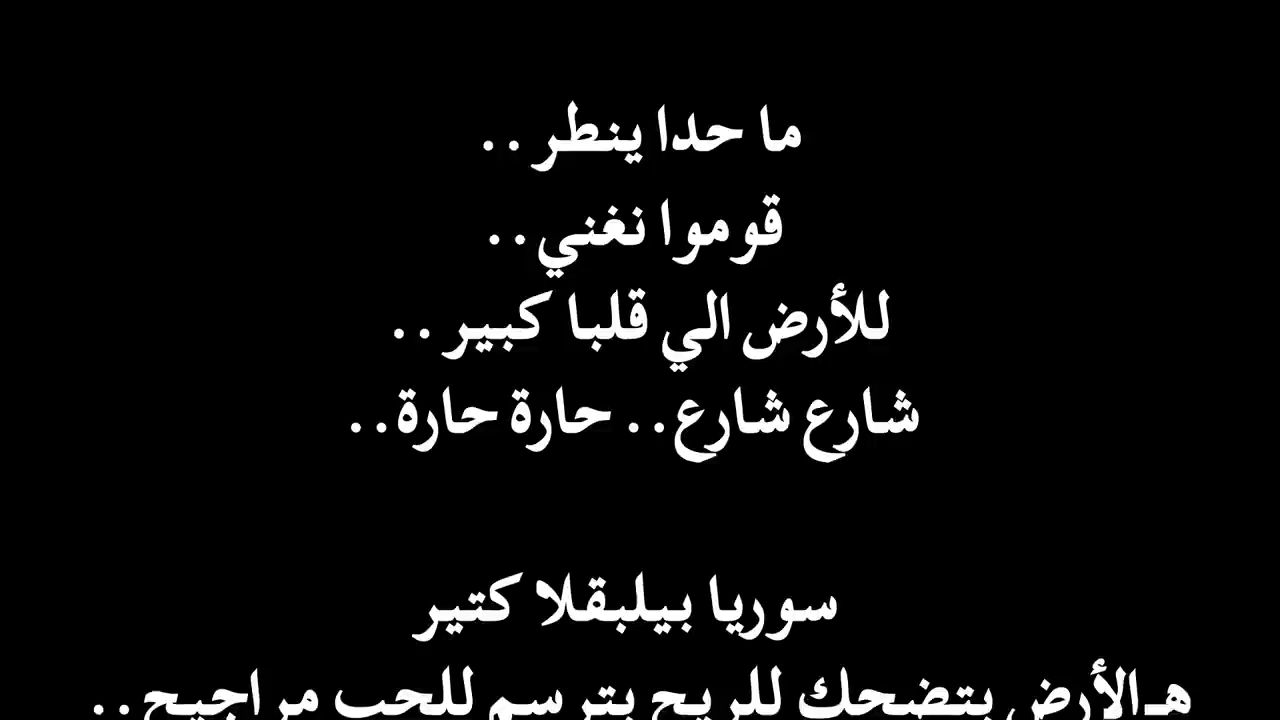 ما حدا ينطر ..
قوموا نغني..
للأرض الي قلبا كبير ..
شارع شارع.. حارة حارة..
سوريا بيلبقلا كتير
هـالأرض بتضحك للريح بترسم للحب مراجيح..